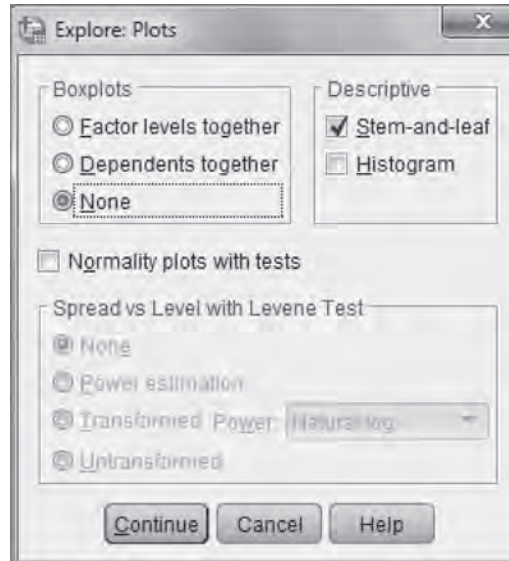 Explore: Plots
Boxplots
Factor levels together
Dependents together
None
Descriptive
Stem-and-leaf
Histogram
Normality plots with tests
Spread vs Level with Levene Test
None
Power estimation
Transformed Power: Natural log
Untransformed
Continue Cancel Help